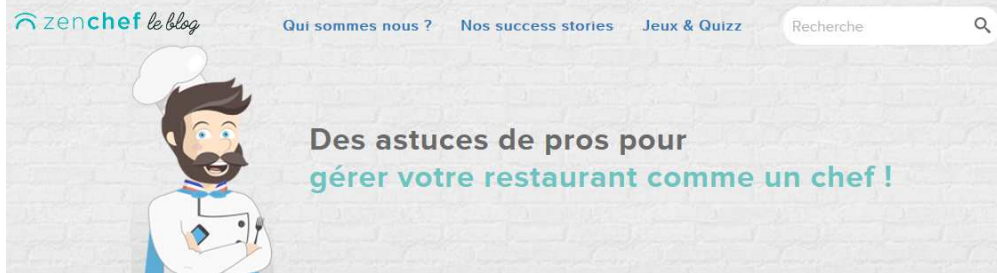 zenchef le blog
Qui sommes nous ? Nos success stories Jeux & Quizz Recherche
Des astuces de pros pour
gérer votre restaurant comme un chef !